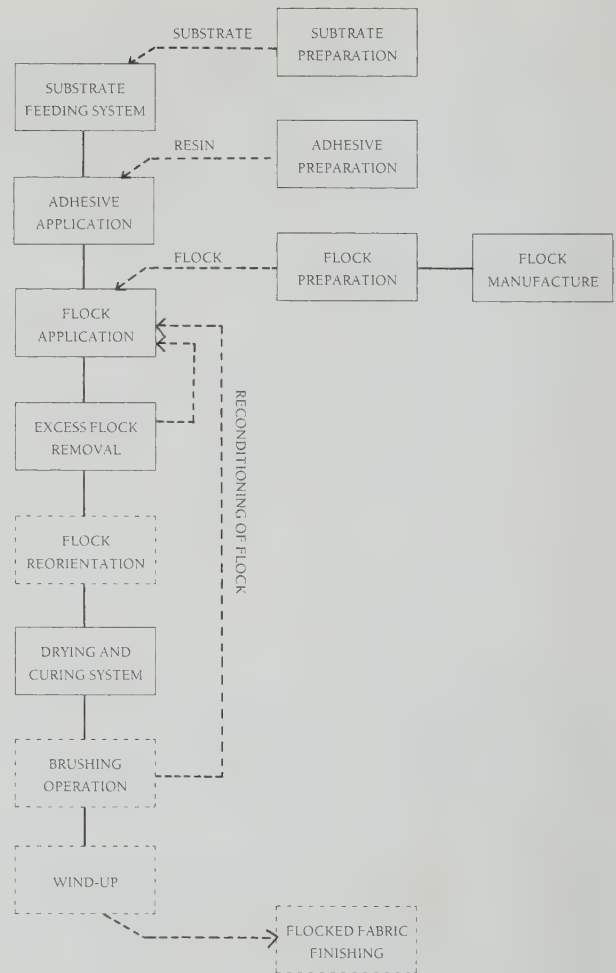 SUBSTRATE
SUBTRATE
PREPARATION
SUBSTRATE
FEEDING SYSTEM
RESIN
ADHESIVE
PREPARATION
ADHESIVE
APPLICATION
FLOCK
FLOCK
PREPARATION
FLOCK
MANUFACTURE
FLOCK
APPLICATION
RECONDITIONING OF FLOCK
EXCESS FLOCK
REMOVAL
FLOCK
REORIENTATION
DRYING AND
CURING SYSTEM
BRUSHING
OPERATION
WIND-UP
FLOCKED FABRIC
FINISHING